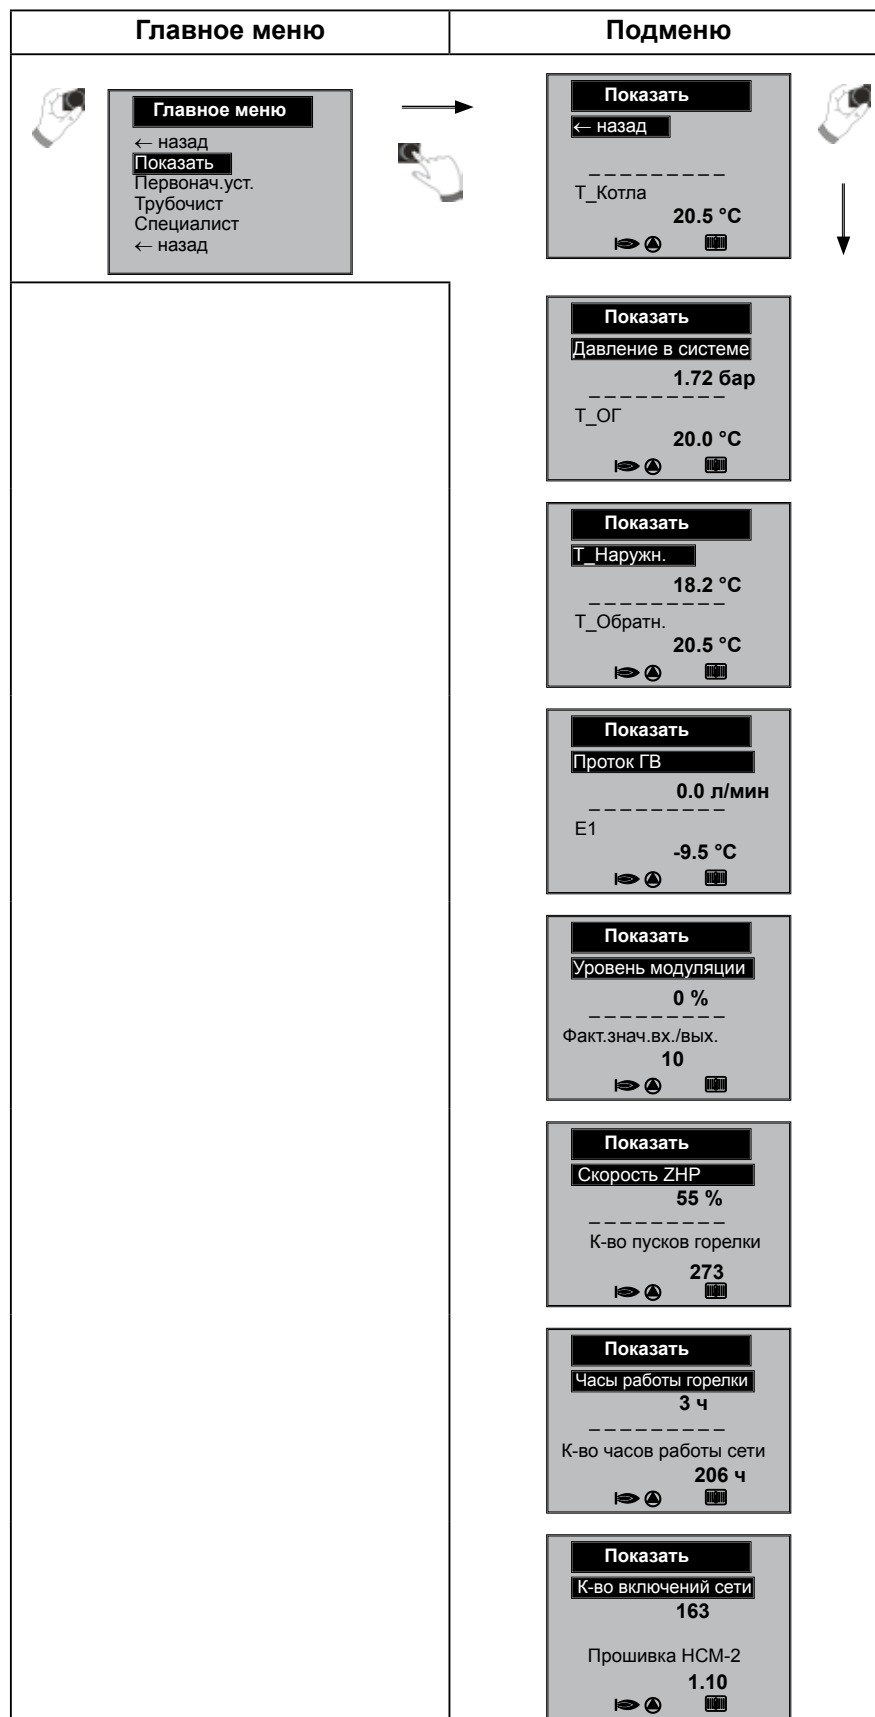 Главное меню
Подменю
Главное меню
← назад
Показать
Первонач.уст.
Трубочист
Специалист
← назад
Показать
← назад
_ _ _ _ _ _ _ _ _
Т_Котла
20.5 °C
Показать
Давление в системе
1.72 бар
_ _ _ _ _ _ _ _ _
Т_ОГ
20.0 °C
Показать
Т_Наружн.
18.2 °C
_ _ _ _ _ _ _ _ _
Т_Обратн.
20.5 °C
Показать
Проток ГВ
0.0 л/мин
_ _ _ _ _ _ _ _ _
E1
-9.5 °C
Показать
Уровень модуляции
0 %
_ _ _ _ _ _ _ _ _
Факт.знач.вх./вых.
10
Показать
Скорость ZHP
55 %
_ _ _ _ _ _ _ _ _
К-во пусков горелки
273
Показать
Часы работы горелки
3 ч
_ _ _ _ _ _ _ _ _
К-во часов работы сети
206 ч
Показать
К-во включений сети
163
Прошивка HCM-2
1.10